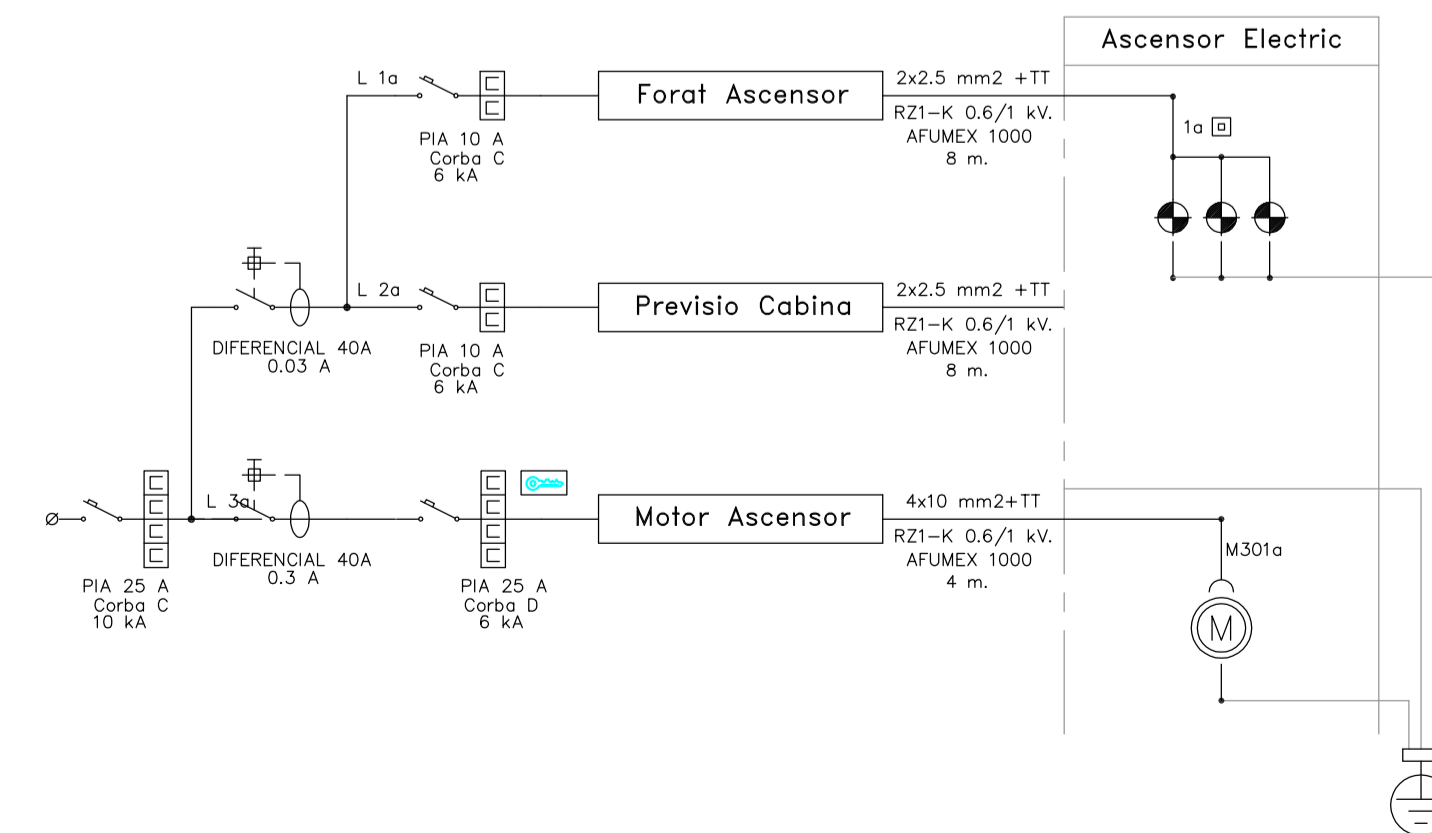 Ascensor Electric
L 1a
PIA 10 A
Corba C
6 kA
Forat Ascensor
2x2.5 mm2 +TT
RZ1-K 0.6/1 kV.
AFUMEX 1000
8 m.
1a
DIFERENCIAL 40A
0.03 A
L 2a
PIA 10 A
Corba C
6 kA
Previsio Cabina
2x2.5 mm2 +TT
RZ1-K 0.6/1 kV.
AFUMEX 1000
8 m.
PIA 25 A
Corba C
10 kA
L 3a
DIFERENCIAL 40A
0.3 A
PIA 25 A
Corba D
6 kA
Motor Ascensor
4x10 mm2+TT
RZ1-K 0.6/1 kV.
AFUMEX 1000
4 m.
M301a
M